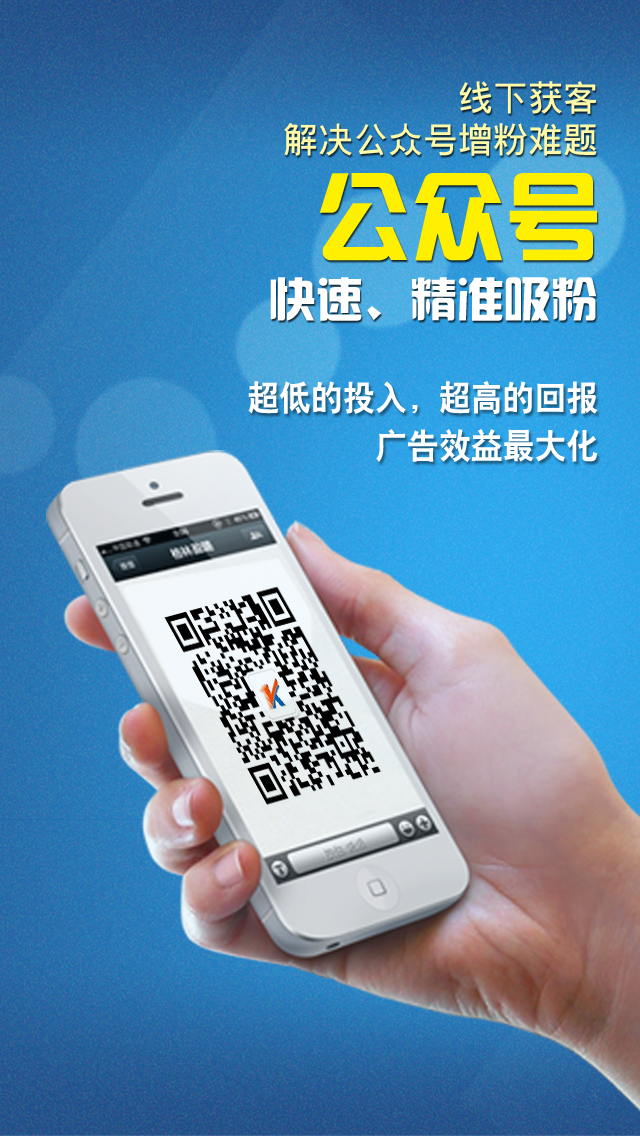 线下获客
解决公众号增粉难题
公众号
快速、精准吸粉
超低的投入，超高的回报
广告效益最大化